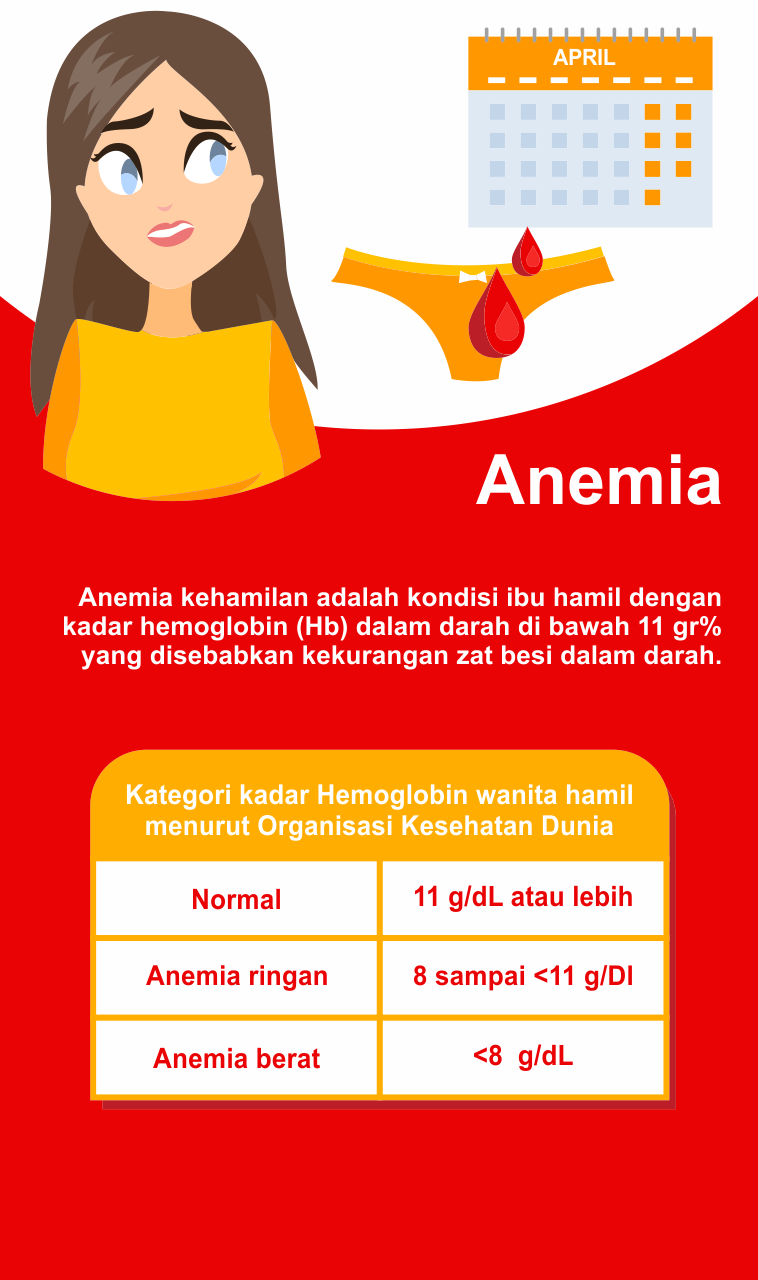 APRIL
Anemia
Anemia kehamilan adalah kondisi ibu hamil dengan
kadar hemoglobin (Hb) dalam darah di bawah 11 gr%
yang disebabkan kekurangan zat besi dalam darah.
Kategori kadar Hemoglobin wanita hamil
menurut Organisasi Kesehatan Dunia
Normal
11 g/dL atau lebih
Anemia ringan
8 sampai <11 g/Dl
Anemia berat
<8  g/dL